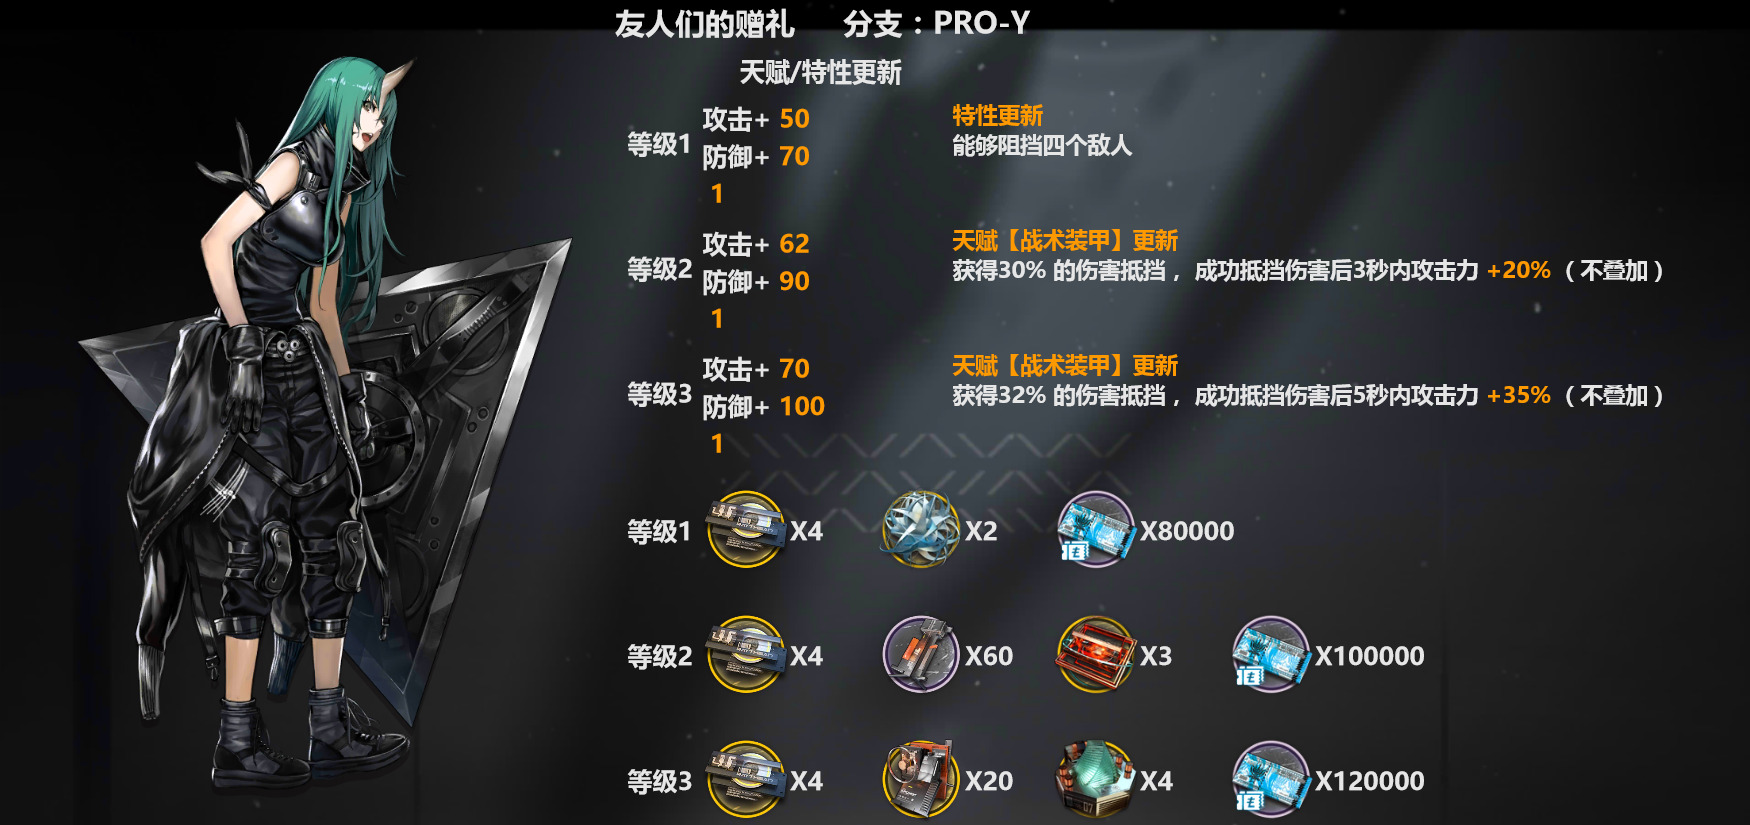 友人们的赠礼 分支：PRO-Y
天赋/特性更新
等级1
攻击+ 50
防御+ 70
1
特性更新
能够阻挡四个敌人
等级2
攻击+ 62
防御+ 90
1
天赋【战术装甲】更新
获得30% 的伤害抵挡，成功抵挡伤害后3秒内攻击力 +20%（不叠加）
等级3
攻击+ 70
防御+ 100
1
天赋【战术装甲】更新
获得32% 的伤害抵挡，成功抵挡伤害后5秒内攻击力 +35%（不叠加）
等级1 X4 X2 X80000
等级2 X4 X60 X3 X100000
等级3 X4 X20 X4 X120000